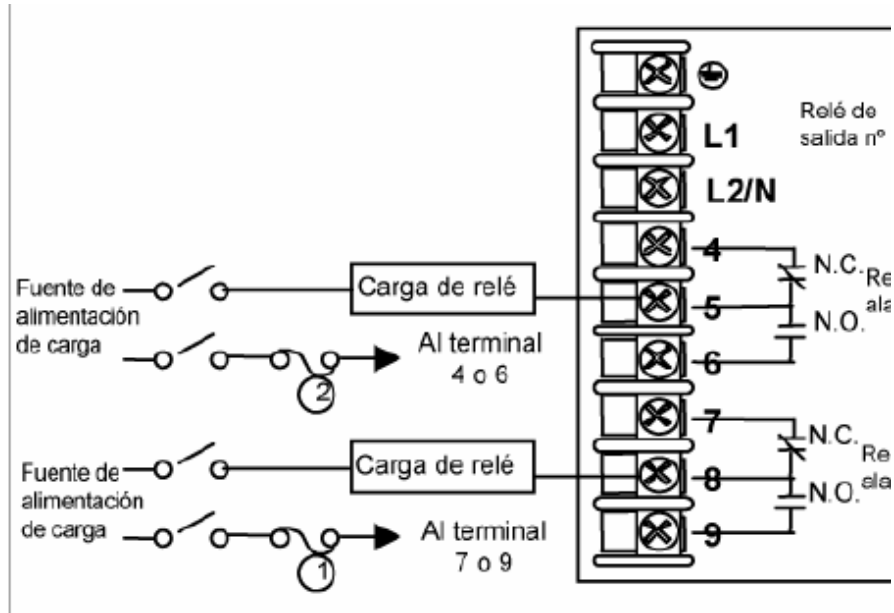 Relé de
salida nº
L1
L2/N
4
N.C.
5
N.O.
6
7
N.C.
8
N.O.
9
Fuente de
alimentación
de carga
Carga de relé
Al terminal
4 o 6
2
Fuente de
alimentación
de carga
Carga de relé
Al terminal
7 o 9
1